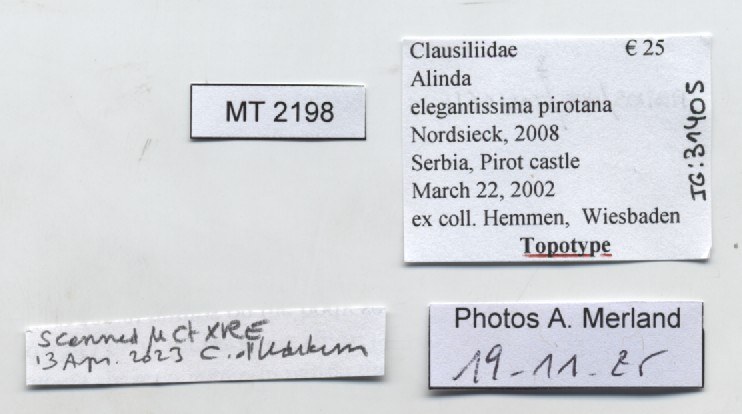 MT 2198
Clausiliidae € 25
Alinda
elegantissima pirotana
Nordsieck, 2008
Serbia, Pirot castle
March 22, 2002
ex coll. Hemmen, Wiesbaden
Topotype
IG: 31405
Scanned µCt XRE
13 Apr. 2023 C.
Photos A. Merland
19-11-25